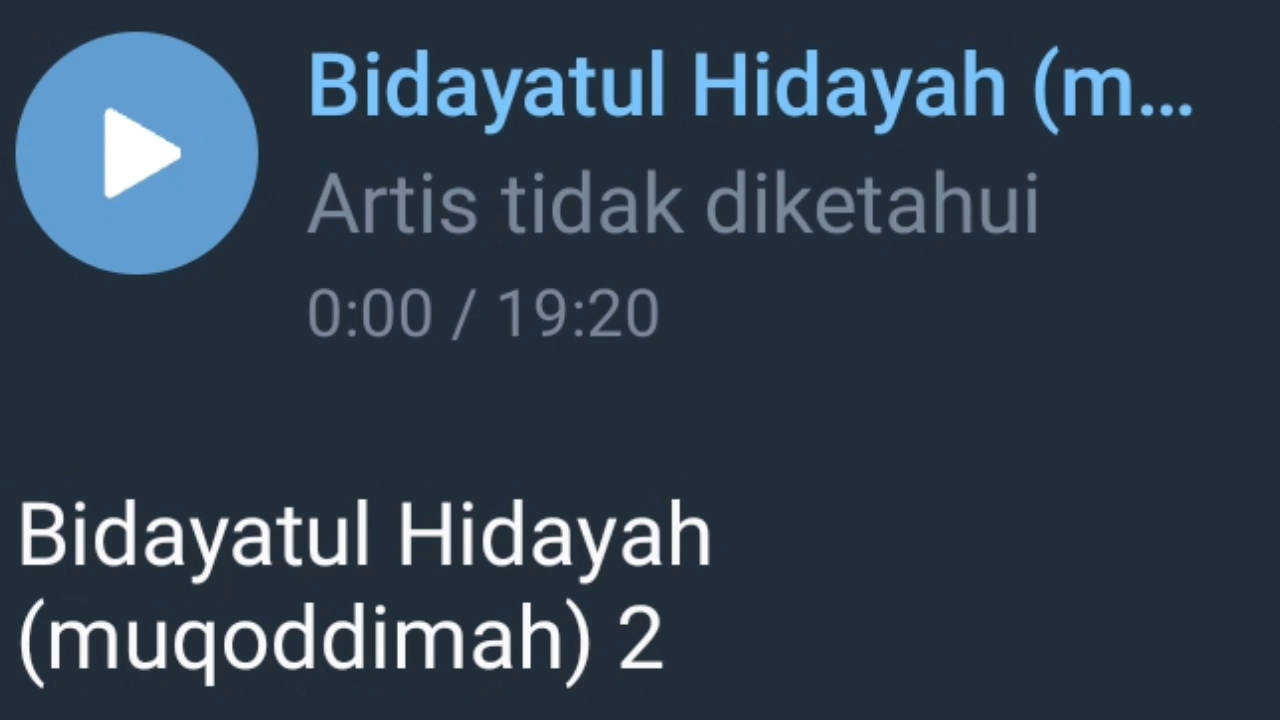 Bidayatul Hidayah (m...
Artis tidak diketahui
0:00 / 19:20
Bidayatul Hidayah
(muqoddimah) 2